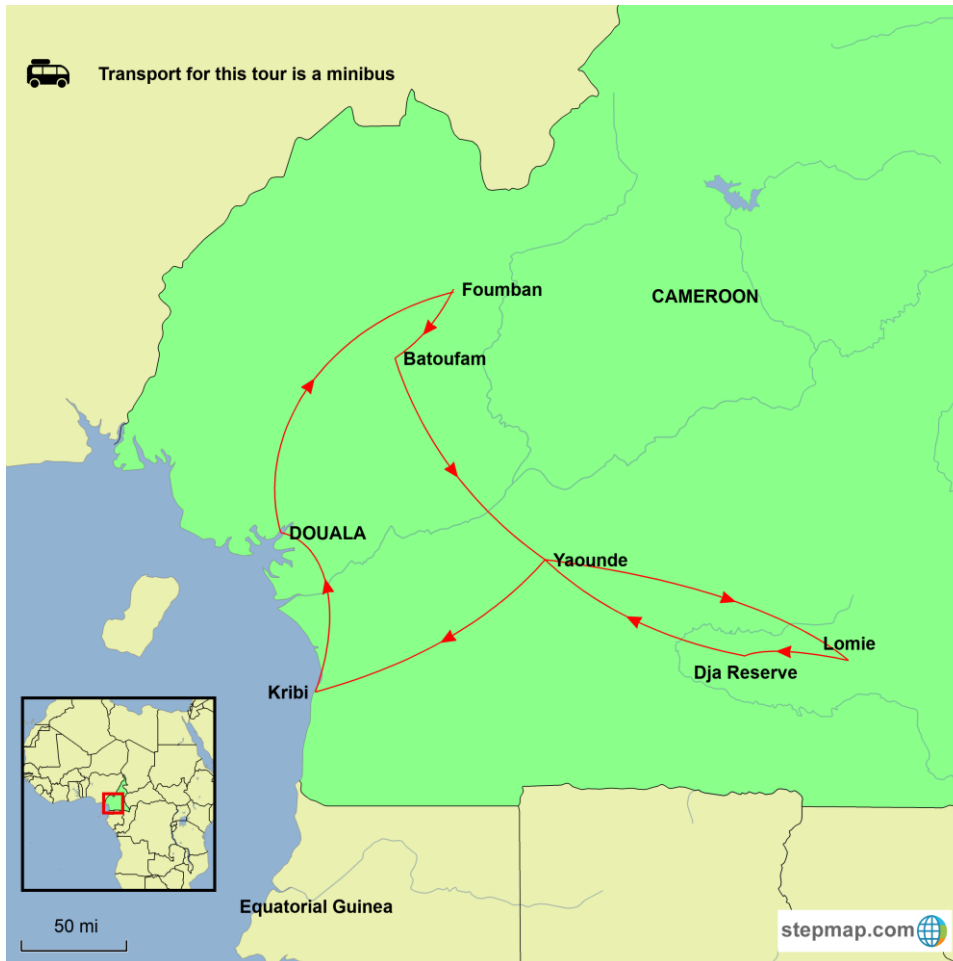 Transport for this tour is a minibus
Foumban
CAMEROON
Batoufam
DOUALA
Yaounde
Lomie
Dja Reserve
Kribi
Equatorial Guinea
50 mi
stepmap.com